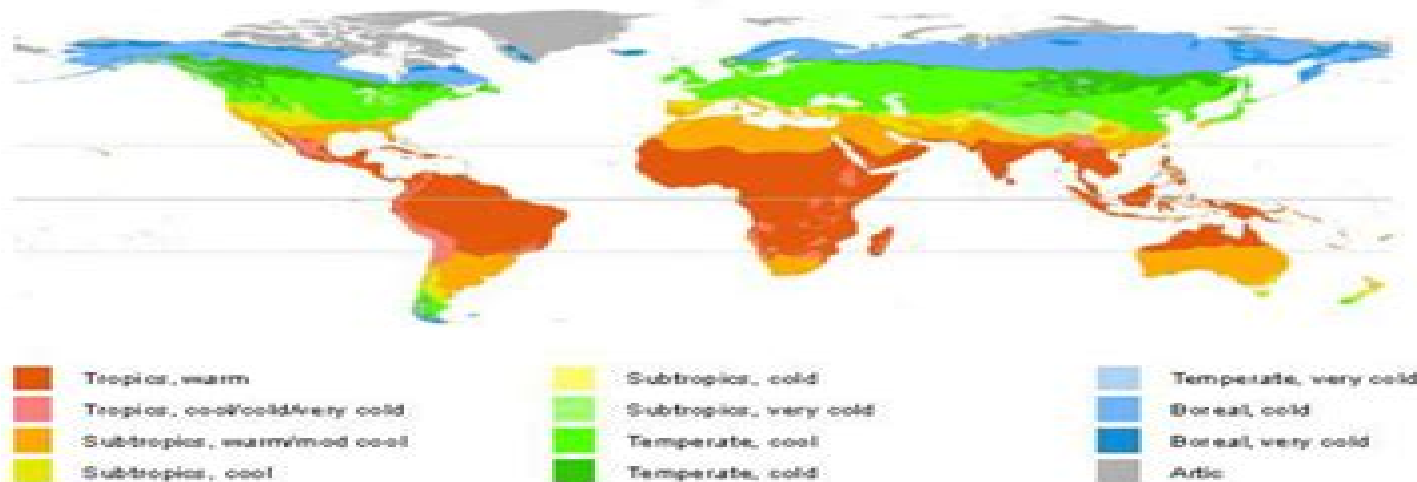 Tropics, warm
Tropics, cool/cold/very cold
Subtropics, warm/mod cool
Subtropics, cool
Subtropics, cold
Subtropics, very cold
Temperate, cool
Temperate, cold
Temperate, very cold
Boreal, cold
Boreal, very cold
Artic